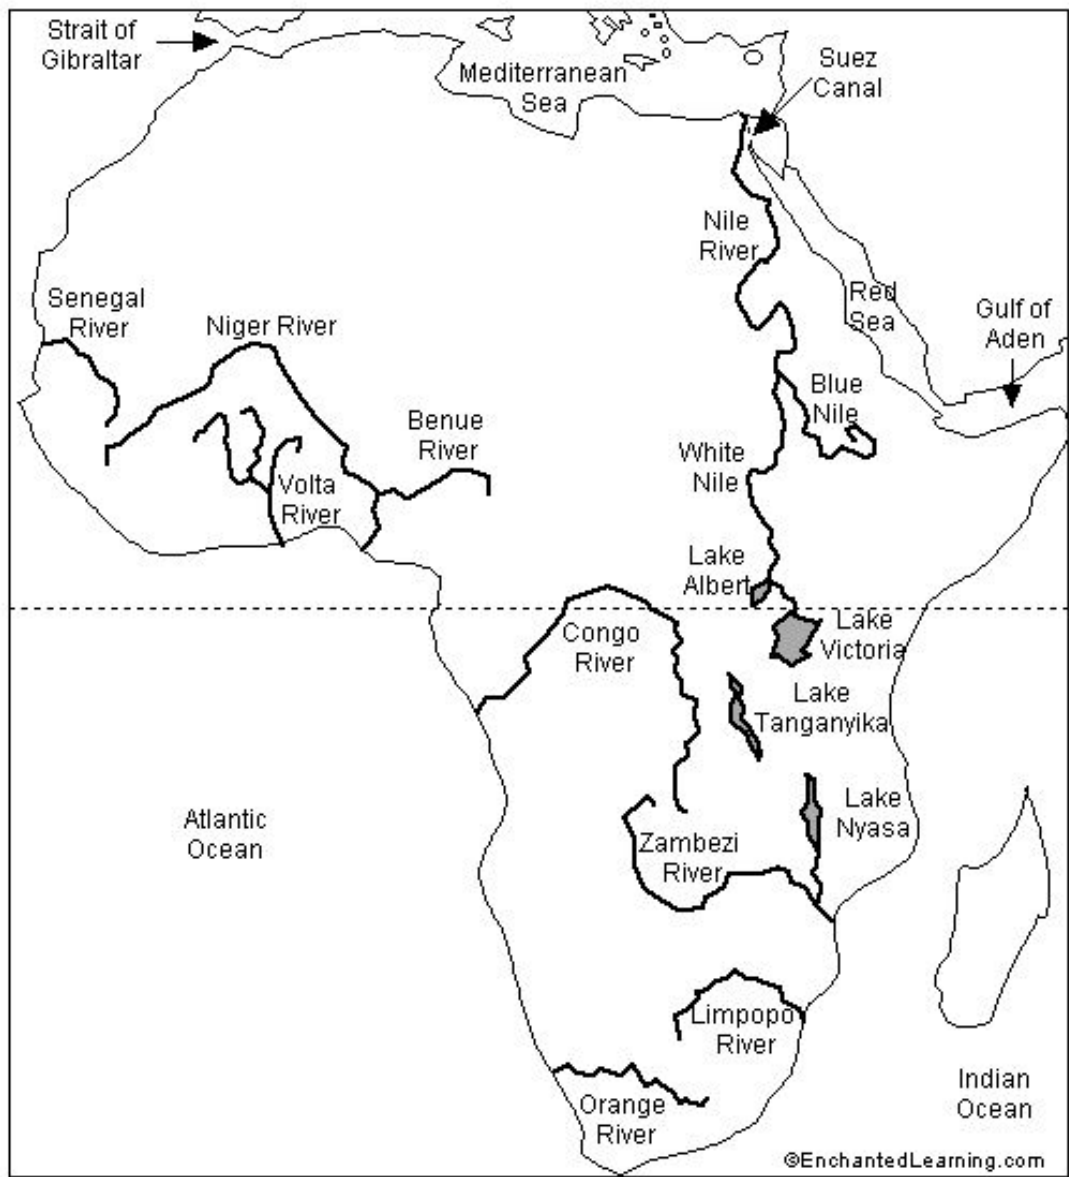 Strait of
Gibraltar
Mediterranean
Sea
Suez
Canal
Nile
River
Red
Sea
Gulf of
Aden
Senegal
River
Niger River
Blue
Nile
Benue
River
White
Nile
Volta
River
Lake
Albert
Congo
River
Lake
Victoria
Lake
Tanganyika
Lake
Nyasa
Atlantic
Ocean
Zambezi
River
Limpopo
River
Indian
Ocean
Orange
River
©EnchantedLearning.com